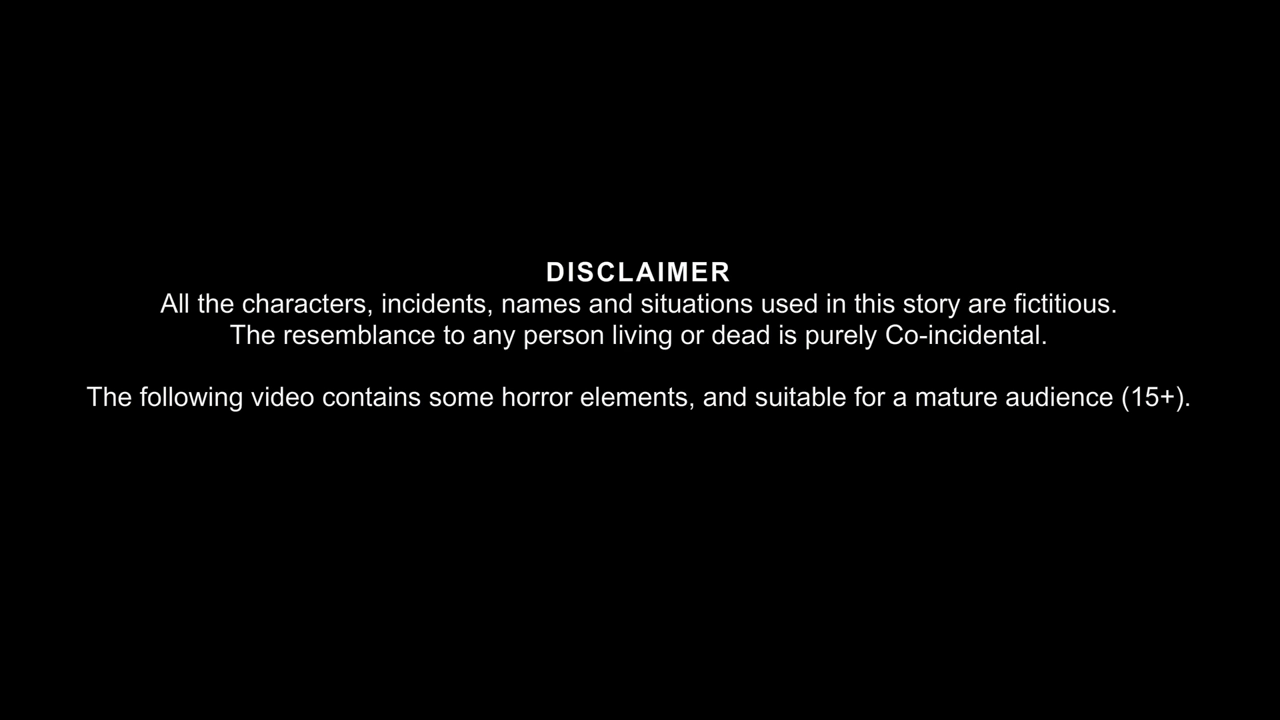 DISCLAIMER
All the characters, incidents, names and situations used in this story are fictitious.
The resemblance to any person living or dead is purely Co-incidental.
The following video contains some horror elements, and suitable for a mature audience (15+).